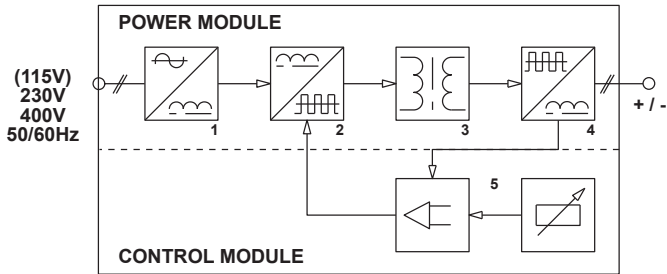 POWER MODULE
(115V)
230V
400V
50/60Hz
1
2
3
4
+ / -
5
CONTROL MODULE